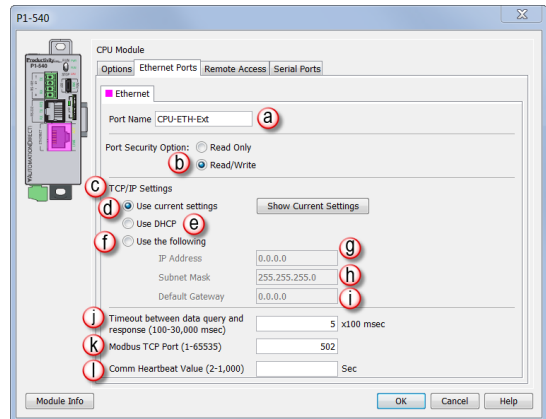 P1-540
CPU Module
Productivity
P1-540
AUTOMATIONDIRECT
Options Ethernet Ports Remote Access Serial Ports
Ethernet
Port Name CPU-ETH-Ext a
Port Security Option: Read Only
b Read/Write
c TCP/IP Settings
d Use current settings Show Current Settings
Use DHCP e
f Use the following
IP Address 0.0.0.0 g
Subnet Mask 255.255.255.0 h
Default Gateway 0.0.0.0 i
j Timeout between data query and
response (100-30,000 msec) 5 x100 msec
k Modbus TCP Port (1-65535) 502
l Comm Heartbeat Value (2-1,000) Sec
Module Info OK Cancel Help